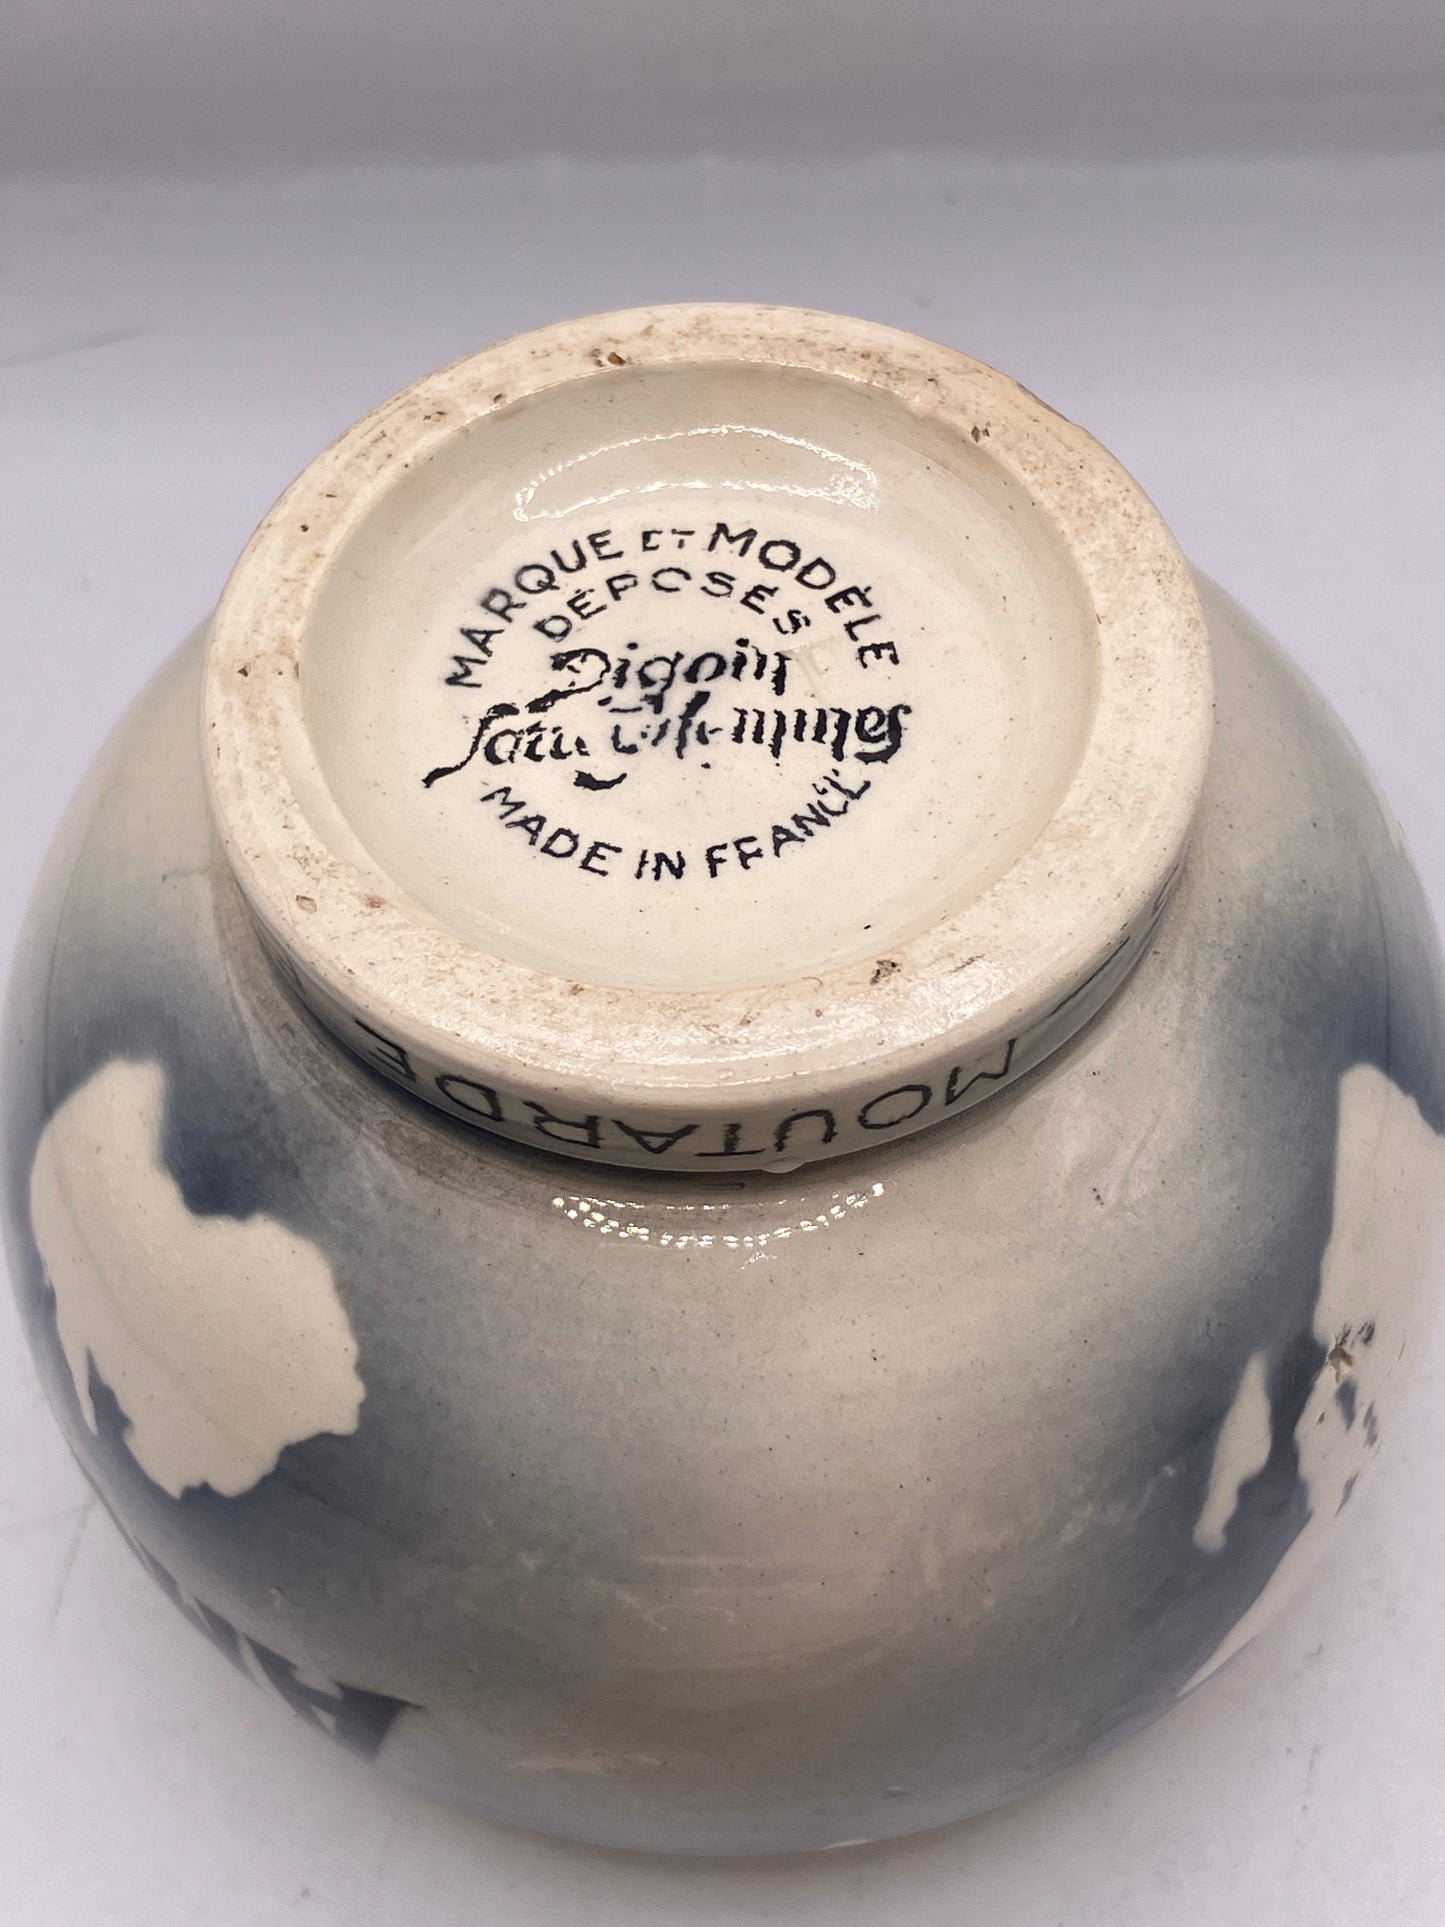 MARQUE ET MODÈLE
DÉPOSÉS
Digoin
Sarreguemines
MADE IN FRANCE
MOUTARDE